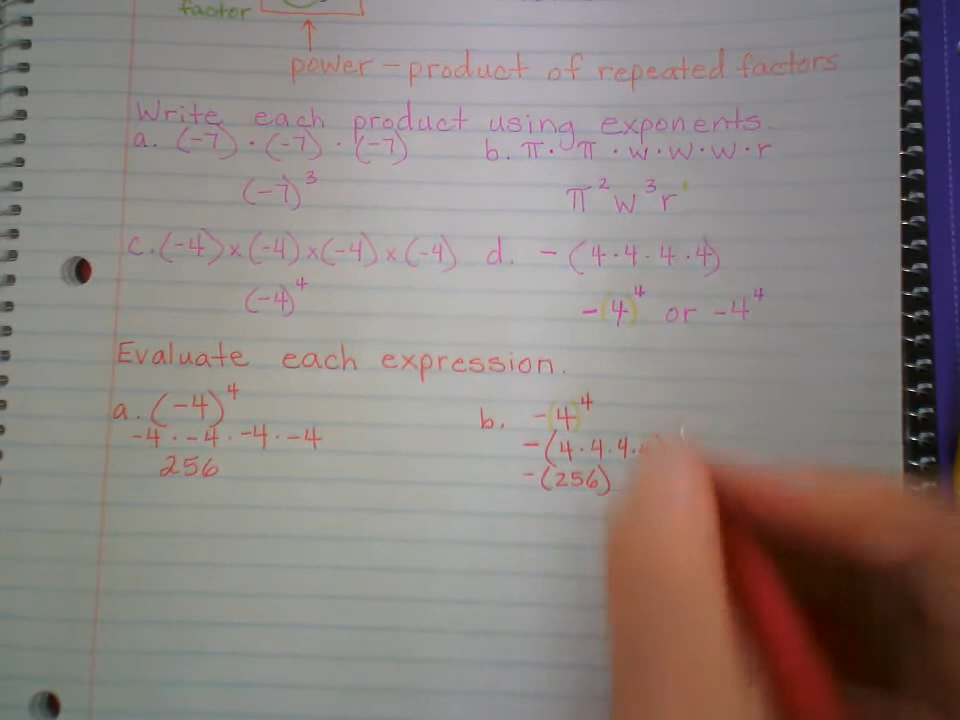 factor
power - product of repeated factors
Write each product using exponents.
a. (-7) · (-7) · (-7) b. π · π · w · w · w · r
(-7)³ π²w³r
c. (-4)×(-4)×(-4)×(-4) d. -(4·4·4·4)
(-4)⁴ -(4)⁴ or -4⁴
Evaluate each expression.
a. (-4)⁴ b. -(4)⁴
-4 · -4 · -4 · -4 -(4·4·4·
256 -(256)